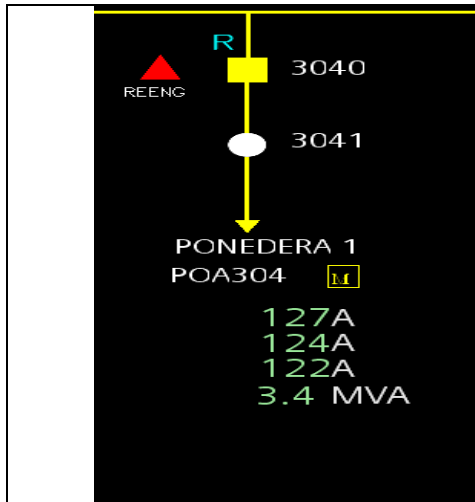 R
3040
REENG
3041
PONEDERA 1
POA304 M
127A
124A
122A
3.4 MVA